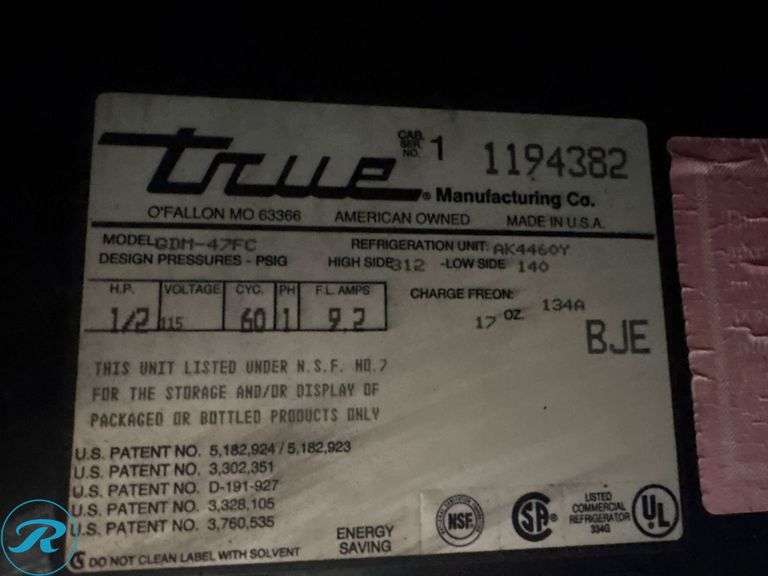 true® Manufacturing Co.
CAB. SER. NO. 1 1194382
O'FALLON MO 63366 AMERICAN OWNED MADE IN U.S.A.
MODEL GDM-47FC REFRIGERATION UNIT: AK4460Y
DESIGN PRESSURES - PSIG HIGH SIDE 312 -LOW SIDE 140
H.P. VOLTAGE CYC. PH F.L. AMPS CHARGE FREON:
1/2 115 60 1 9.2 17 OZ. 134A
BJE
THIS UNIT LISTED UNDER N.S.F. NO.7
FOR THE STORAGE AND/OR DISPLAY OF
PACKAGED OR BOTTLED PRODUCTS ONLY
U.S. PATENT NO. 5,182,924 / 5,182,923
U.S. PATENT NO. 3,302,351
U.S. PATENT NO. D-191-927
U.S. PATENT NO. 3,328,105
U.S. PATENT NO. 3,760,535
ENERGY
SAVING
NSF
SA
LISTED
COMMERCIAL
REFRIGERATOR
334G
UL
DO NOT CLEAN LABEL WITH SOLVENT
R